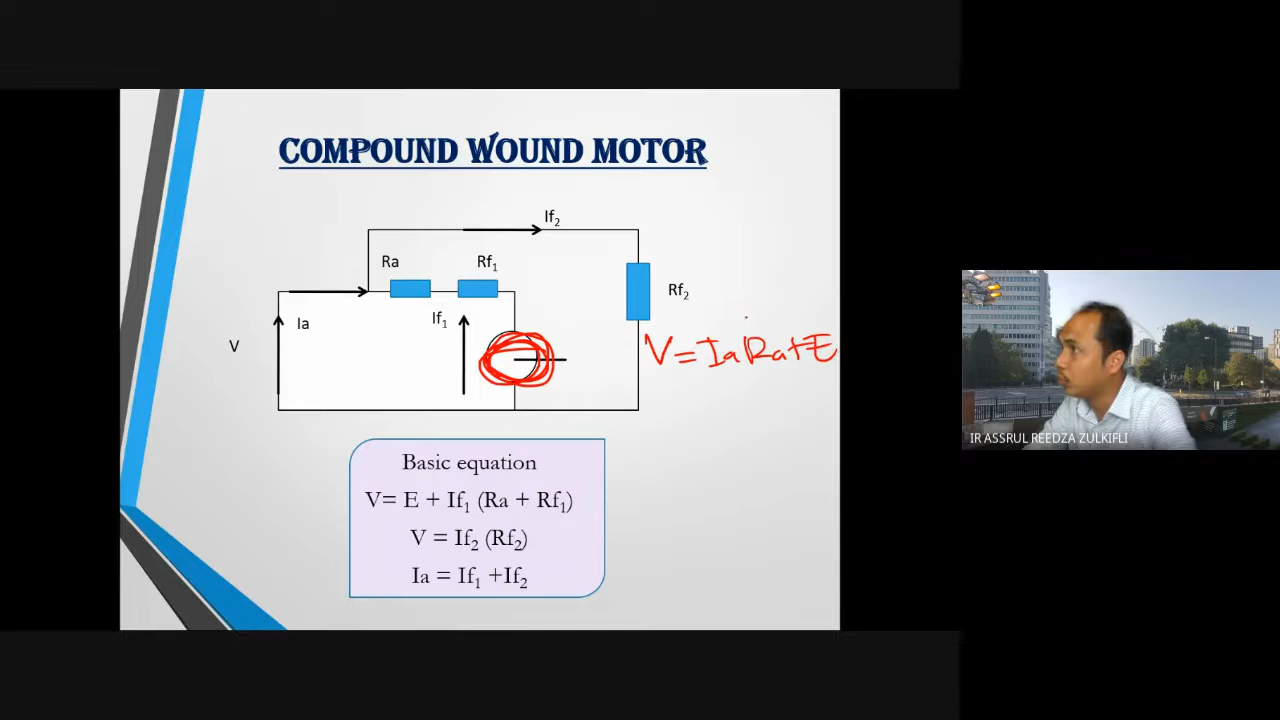 COMPOUND WOUND MOTOR
If₂
Ra
Rf₁
Rf₂
If₁
Ia
V
V=IaRa+E
Basic equation
V= E + If₁ (Ra + Rf₁)
V = If₂ (Rf₂)
Ia = If₁ +If₂
IR ASSRUL REEDZA ZULKIFLI